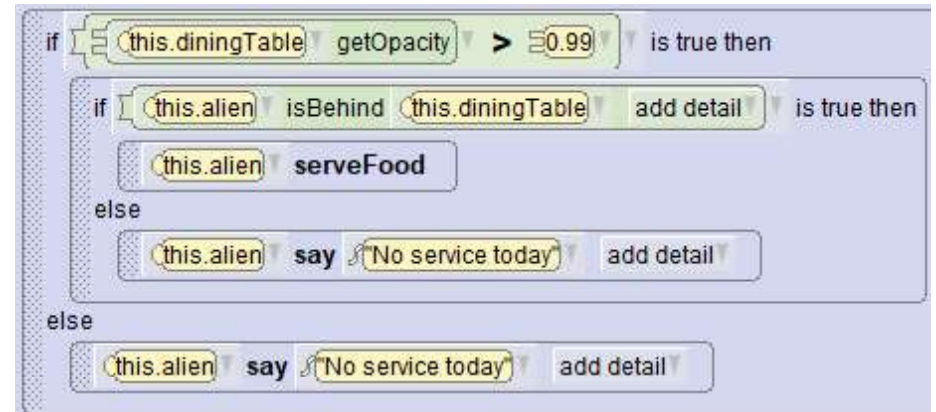 if this.diningTable getOpacity > 0.99 is true then
if this.alien isBehind this.diningTable add detail is true then
this.alien serveFood
else
this.alien say "No service today" add detail
else
this.alien say "No service today" add detail